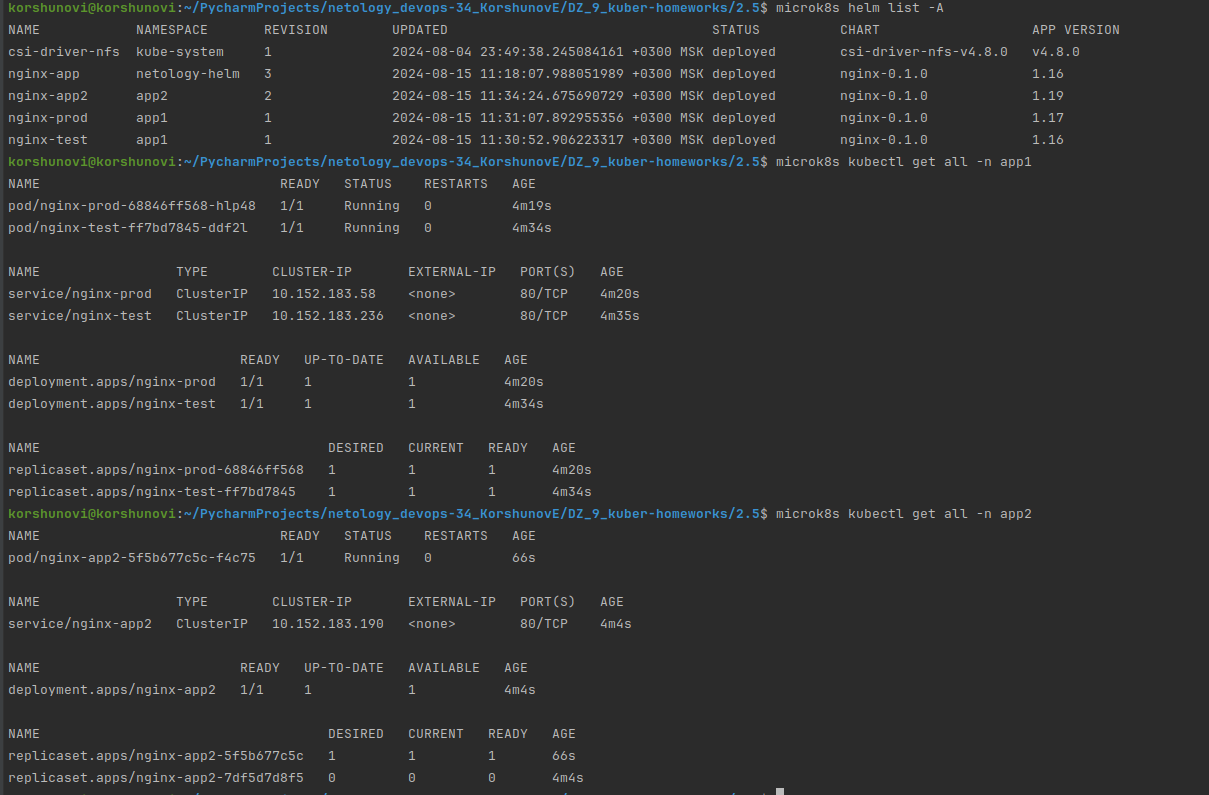 korshunovi@korshunovi:~/PycharmProjects/netology_devops-34_KorshunovE/DZ_9_kuber-homeworks/2.5$ microk8s helm list -A
NAME NAMESPACE REVISION UPDATED STATUS CHART APP VERSION
csi-driver-nfs kube-system 1 2024-08-04 23:49:38.245084161 +0300 MSK deployed csi-driver-nfs-v4.8.0 v4.8.0
nginx-app netology-helm 3 2024-08-15 11:18:07.988051989 +0300 MSK deployed nginx-0.1.0 1.16
nginx-app2 app2 2 2024-08-15 11:34:24.675690729 +0300 MSK deployed nginx-0.1.0 1.19
nginx-prod app1 1 2024-08-15 11:31:07.892955356 +0300 MSK deployed nginx-0.1.0 1.17
nginx-test app1 1 2024-08-15 11:30:52.906223317 +0300 MSK deployed nginx-0.1.0 1.16
korshunovi@korshunovi:~/PycharmProjects/netology_devops-34_KorshunovE/DZ_9_kuber-homeworks/2.5$ microk8s kubectl get all -n app1
NAME READY STATUS RESTARTS AGE
pod/nginx-prod-68846ff568-hlp48 1/1 Running 0 4m19s
pod/nginx-test-ff7bd7845-ddf2l 1/1 Running 0 4m34s
NAME TYPE CLUSTER-IP EXTERNAL-IP PORT(S) AGE
service/nginx-prod ClusterIP 10.152.183.58 <none> 80/TCP 4m20s
service/nginx-test ClusterIP 10.152.183.236 <none> 80/TCP 4m35s
NAME READY UP-TO-DATE AVAILABLE AGE
deployment.apps/nginx-prod 1/1 1 1 4m20s
deployment.apps/nginx-test 1/1 1 1 4m34s
NAME DESIRED CURRENT READY AGE
replicaset.apps/nginx-prod-68846ff568 1 1 1 4m20s
replicaset.apps/nginx-test-ff7bd7845 1 1 1 4m34s
korshunovi@korshunovi:~/PycharmProjects/netology_devops-34_KorshunovE/DZ_9_kuber-homeworks/2.5$ microk8s kubectl get all -n app2
NAME READY STATUS RESTARTS AGE
pod/nginx-app2-5f5b677c5c-f4c75 1/1 Running 0 66s
NAME TYPE CLUSTER-IP EXTERNAL-IP PORT(S) AGE
service/nginx-app2 ClusterIP 10.152.183.190 <none> 80/TCP 4m4s
NAME READY UP-TO-DATE AVAILABLE AGE
deployment.apps/nginx-app2 1/1 1 1 4m4s
NAME DESIRED CURRENT READY AGE
replicaset.apps/nginx-app2-5f5b677c5c 1 1 1 66s
replicaset.apps/nginx-app2-7df5d7d8f5 0 0 0 4m4s